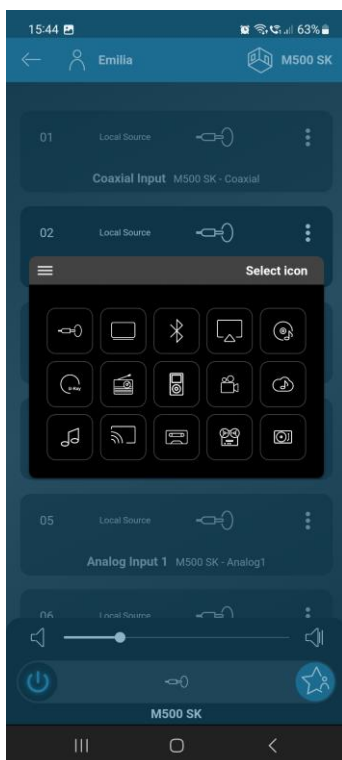 15:44 63%
Emilia M500 SK
01 Local Source
Coaxial Input M500 SK - Coaxial
02 Local Source
Select icon
05 Local Source
Analog Input 1 M500 SK - Analog1
06 Local Source
M500 SK